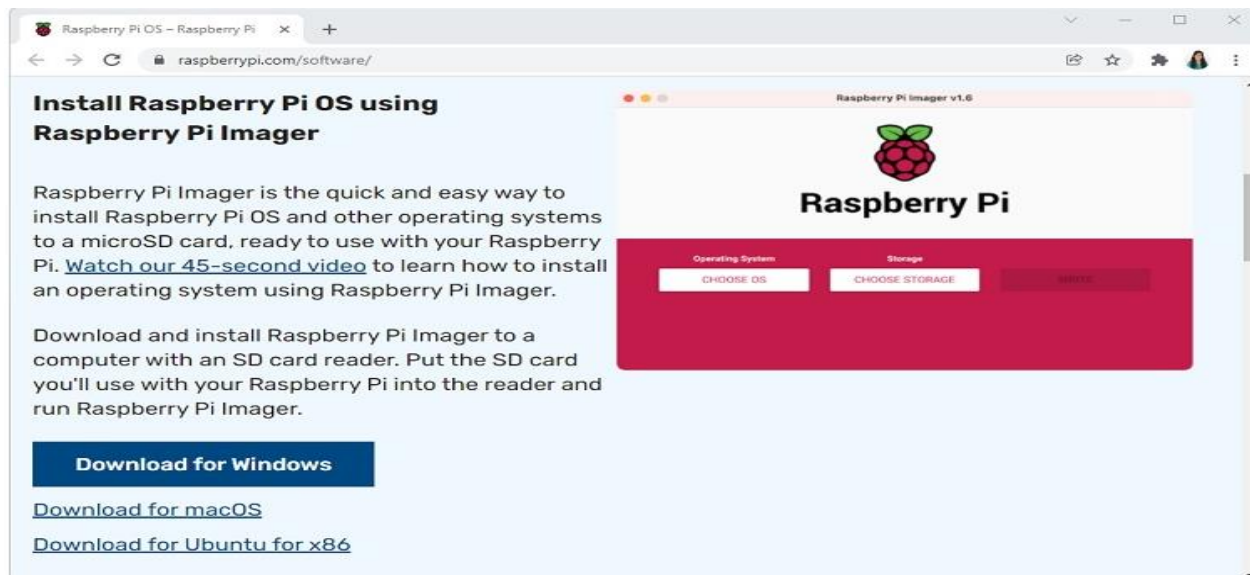 Raspberry Pi OS – Raspberry Pi
raspberrypi.com/software/
Install Raspberry Pi OS using
Raspberry Pi Imager
Raspberry Pi Imager is the quick and easy way to
install Raspberry Pi OS and other operating systems
to a microSD card, ready to use with your Raspberry
Pi. Watch our 45-second video to learn how to install
an operating system using Raspberry Pi Imager.
Download and install Raspberry Pi Imager to a
computer with an SD card reader. Put the SD card
you'll use with your Raspberry Pi into the reader and
run Raspberry Pi Imager.
Download for Windows
Download for macOS
Download for Ubuntu for x86
Raspberry Pi Imager v1.6
Raspberry Pi
Operating System Storage
CHOOSE OS CHOOSE STORAGE WRITE